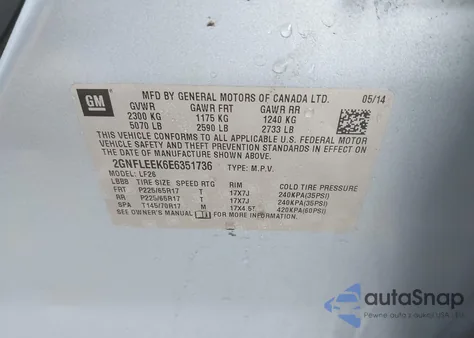 GM
MFD BY GENERAL MOTORS OF CANADA LTD. 05/14
GVWR GAWR FRT GAWR RR
2300 KG 1175 KG 1240 KG
5070 LB 2590 LB 2733 LB
THIS VEHICLE CONFORMS TO ALL APPLICABLE U.S. FEDERAL MOTOR
VEHICLE SAFETY AND THEFT PREVENTION STANDARDS IN EFFECT ON
THE DATE OF MANUFACTURE SHOWN ABOVE.
2GNFLEEK6E6351736 TYPE: M.P.V.
MODEL: LF26
LBB8 TIRE SIZE SPEED RTG RIM COLD TIRE PRESSURE
FRT P225/65R17 T 17X7J 240KPA(35PSI)
RR P225/65R17 T 17X7J 240KPA(35PSI)
SPA T145/70R17 M 17X4.5T 420KPA(60PSI)
SEE OWNER'S MANUAL
autoSnap